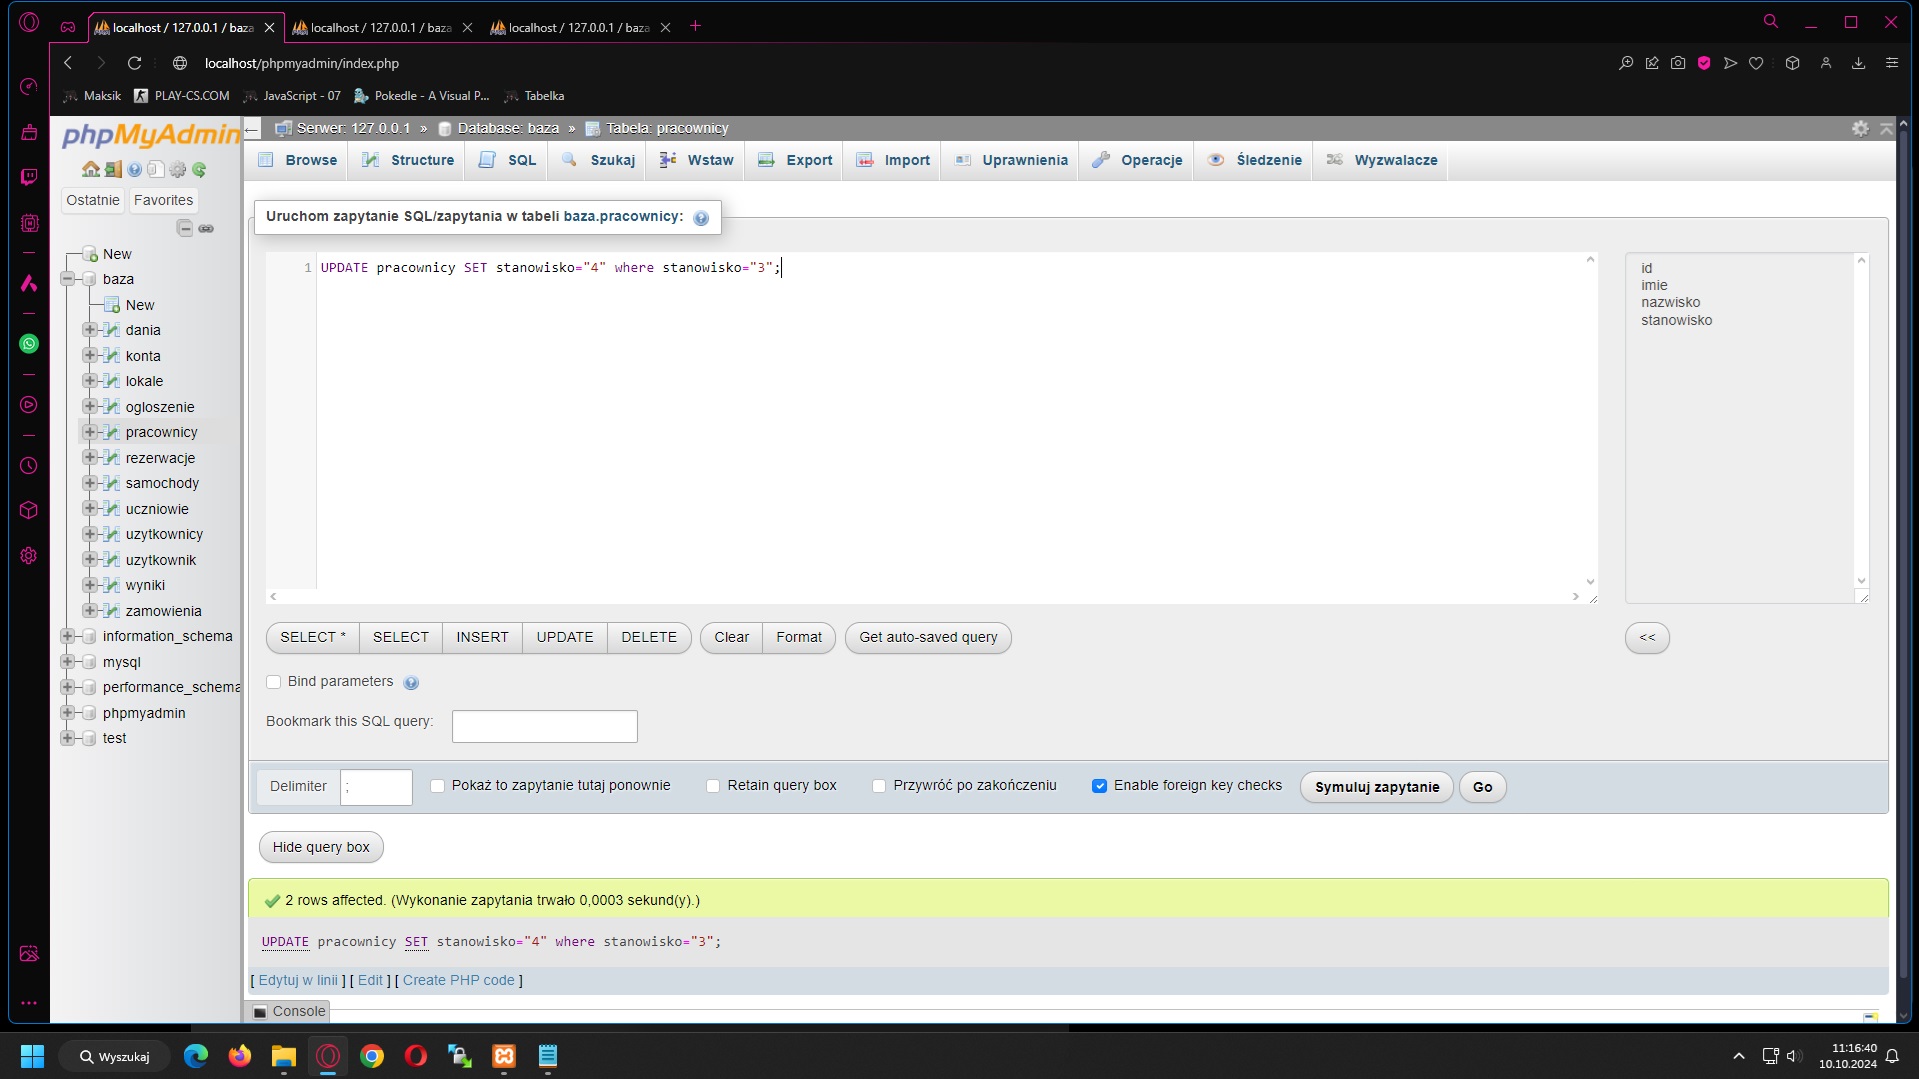 localhost / 127.0.0.1 / baza
localhost / 127.0.0.1 / baza
localhost / 127.0.0.1 / baza
localhost/phpmyadmin/index.php
Maksik
PLAY-CS.COM
JavaScript - 07
Pokedle - A Visual P...
Tabelka
phpMyAdmin
Serwer: 127.0.0.1 » Database: baza » Tabela: pracownicy
Browse
Structure
SQL
Szukaj
Wstaw
Export
Import
Uprawnienia
Operacje
Śledzenie
Wyzwalacze
Ostatnie
Favorites
New
baza
New
dania
konta
lokale
ogloszenie
pracownicy
rezerwacje
samochody
uczniowie
uzytkownicy
uzytkownik
wyniki
zamowienia
information_schema
mysql
performance_schema
phpmyadmin
test
Uruchom zapytanie SQL/zapytania w tabeli baza.pracownicy:
1 UPDATE pracownicy SET stanowisko="4" where stanowisko="3";
id
imie
nazwisko
stanowisko
SELECT *
SELECT
INSERT
UPDATE
DELETE
Clear
Format
Get auto-saved query
<<
Bind parameters
Bookmark this SQL query:
Delimiter
;
Pokaż to zapytanie tutaj ponownie
Retain query box
Przywróć po zakończeniu
Enable foreign key checks
Symuluj zapytanie
Go
Hide query box
2 rows affected. (Wykonanie zapytania trwało 0,0003 sekund(y).)
UPDATE pracownicy SET stanowisko="4" where stanowisko="3";
[ Edytuj w linii ] [ Edit ] [ Create PHP code ]
Console
Wyszukaj
11:16:40
10.10.2024